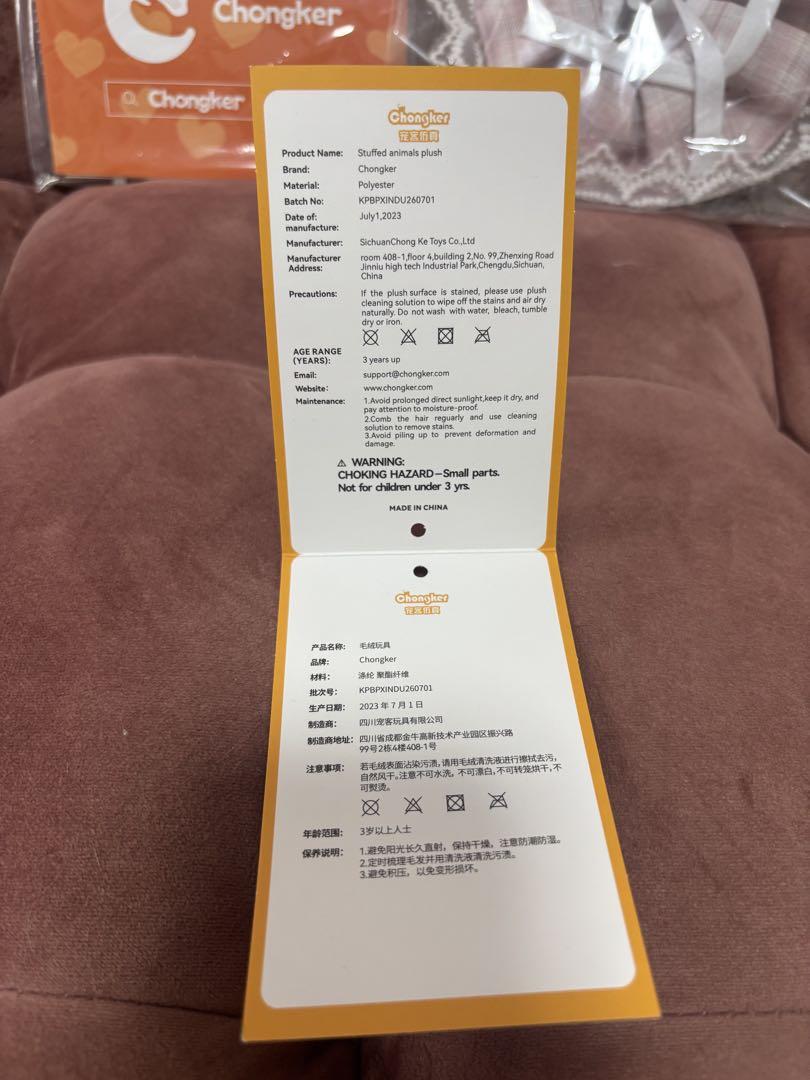 Chongker
Chongker
Chongker
宠客仿真
Product Name: Stuffed animals plush
Brand: Chongker
Material: Polyester
Batch No: KPBPXINDU260701
Date of: July1,2023
manufacture:
Manufacturer: SichuanChong Ke Toys Co.,Ltd
Manufacturer room 408-1,floor 4,building 2,No. 99,Zhenxing Road
Address: Jinniu high tech Industrial Park,Chengdu,Sichuan,
China
Precautions: If the plush surface is stained, please use plush
cleaning solution to wipe off the stains and air dry
naturally. Do not wash with water, bleach, tumble
dry or iron.
AGE RANGE
(YEARS): 3 years up
Email: support@chongker.com
Website: www.chongker.com
Maintenance: 1.Avoid prolonged direct sunlight,keep it dry, and
pay attention to moisture-proof.
2.Comb the hair reguarly and use cleaning
solution to remove stains.
3.Avoid piling up to prevent deformation and
damage.
⚠ WARNING:
CHOKING HAZARD—Small parts.
Not for children under 3 yrs.
MADE IN CHINA
Chongker
宠客仿真
产品名称: 毛绒玩具
品牌: Chongker
材料: 涤纶 聚酯纤维
批次号: KPBPXINDU260701
生产日期: 2023 年 7 月 1 日
制造商: 四川宠客玩具有限公司
制造商地址: 四川省成都金牛高新技术产业园区振兴路
99号2栋4楼408-1号
注意事项: 若毛绒表面沾染污渍,请用毛绒清洗液进行擦拭去污,
自然风干。注意不可水洗, 不可漂白, 不可转笼烘干, 不
可熨烫。
年龄范围: 3岁以上人士
保养说明: 1.避免阳光长久直射，保持干燥，注意防潮防湿。
2.定时梳理毛发并用清洗液清洗污渍。
3.避免积压，以免变形损坏。